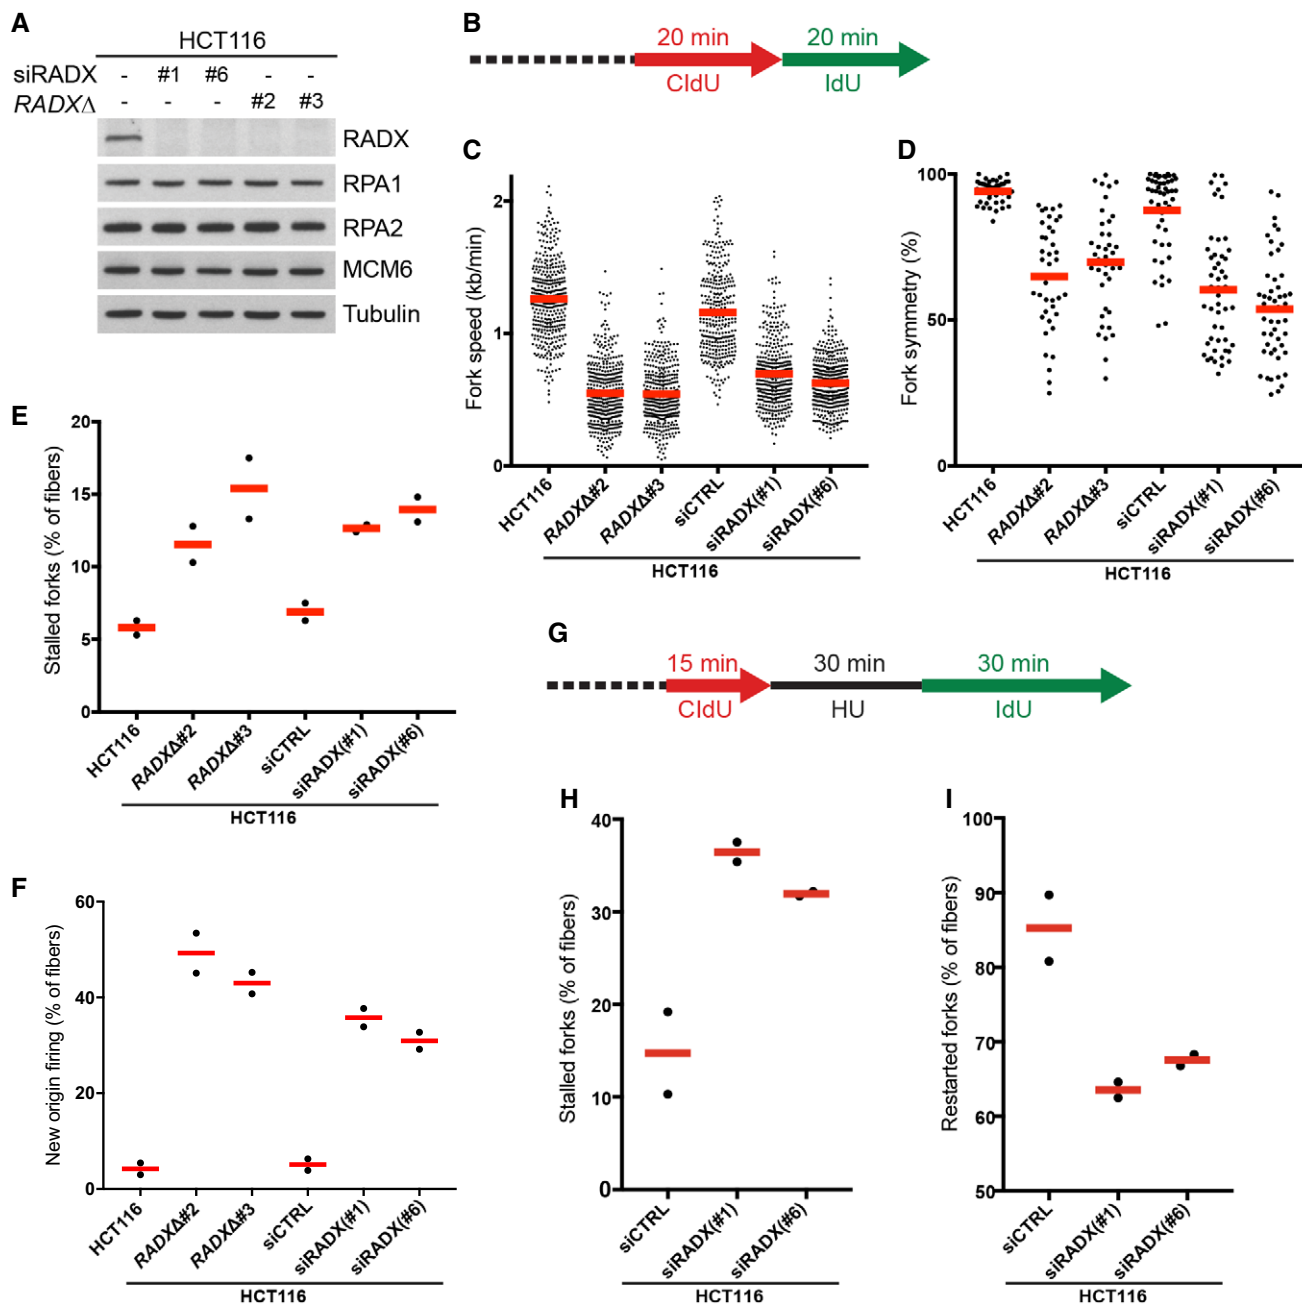 A
HCT116
siRADX - #1 #6 - -
RADXΔ - - - #2 #3
RADX
RPA1
RPA2
MCM6
Tubulin
B
20 min 20 min
CldU IdU
C
Fork speed (kb/min)
2
1
0
HCT116 RADXΔ#2 RADXΔ#3 siCTRL siRADX(#1) siRADX(#6)
HCT116
D
Fork symmetry (%)
100
50
0
HCT116 RADXΔ#2 RADXΔ#3 siCTRL siRADX(#1) siRADX(#6)
HCT116
E
Stalled forks (% of fibers)
20
15
10
5
0
HCT116 RADXΔ#2 RADXΔ#3 siCTRL siRADX(#1) siRADX(#6)
HCT116
F
New origin firing (% of fibers)
60
40
20
0
HCT116 RADXΔ#2 RADXΔ#3 siCTRL siRADX(#1) siRADX(#6)
HCT116
G
15 min 30 min 30 min
CldU HU IdU
H
Stalled forks (% of fibers)
40
30
20
10
0
siCTRL siRADX(#1) siRADX(#6)
HCT116
I
Restarted forks (% of fibers)
100
90
80
70
60
50
siCTRL siRADX(#1) siRADX(#6)
HCT116